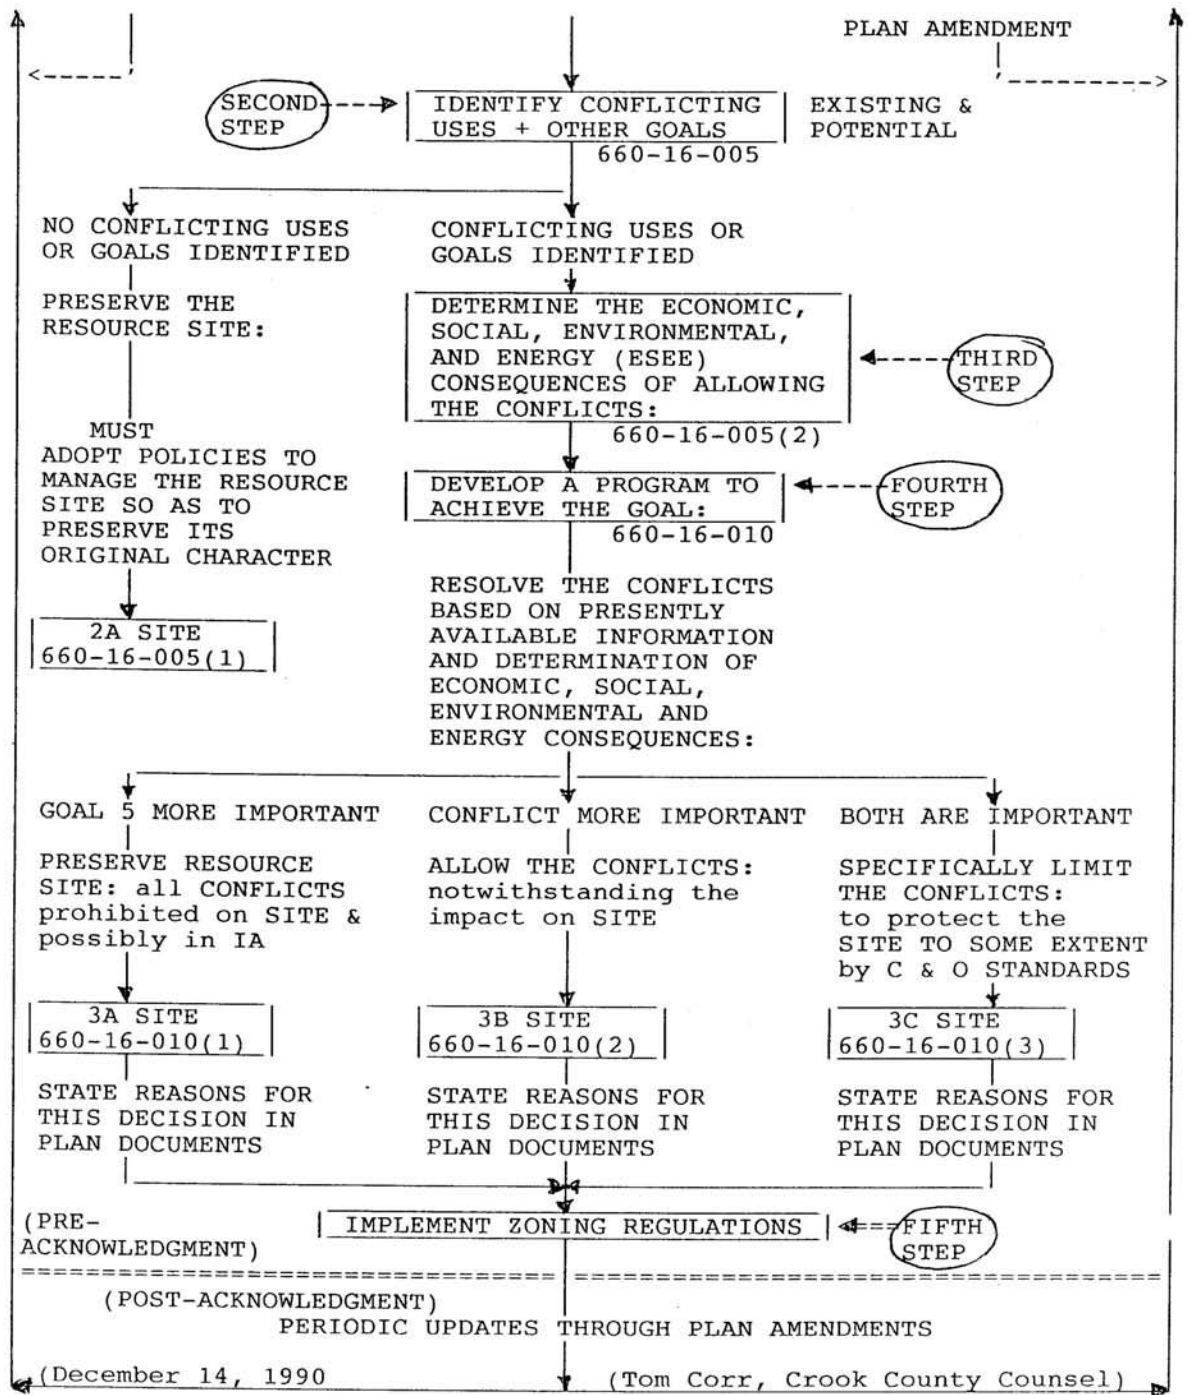 PLAN AMENDMENT
SECOND
STEP
IDENTIFY CONFLICTING
USES + OTHER GOALS
660-16-005
EXISTING &
POTENTIAL
NO CONFLICTING USES
OR GOALS IDENTIFIED
PRESERVE THE
RESOURCE SITE:
MUST
ADOPT POLICIES TO
MANAGE THE RESOURCE
SITE SO AS TO
PRESERVE ITS
ORIGINAL CHARACTER
2A SITE
660-16-005(1)
CONFLICTING USES OR
GOALS IDENTIFIED
DETERMINE THE ECONOMIC,
SOCIAL, ENVIRONMENTAL,
AND ENERGY (ESEE)
CONSEQUENCES OF ALLOWING
THE CONFLICTS:
660-16-005(2)
THIRD
STEP
DEVELOP A PROGRAM TO
ACHIEVE THE GOAL:
660-16-010
FOURTH
STEP
RESOLVE THE CONFLICTS
BASED ON PRESENTLY
AVAILABLE INFORMATION
AND DETERMINATION OF
ECONOMIC, SOCIAL,
ENVIRONMENTAL AND
ENERGY CONSEQUENCES:
GOAL 5 MORE IMPORTANT
PRESERVE RESOURCE
SITE: all CONFLICTS
prohibited on SITE &
possibly in IA
3A SITE
660-16-010(1)
STATE REASONS FOR
THIS DECISION IN
PLAN DOCUMENTS
CONFLICT MORE IMPORTANT
ALLOW THE CONFLICTS:
notwithstanding the
impact on SITE
3B SITE
660-16-010(2)
STATE REASONS FOR
THIS DECISION IN
PLAN DOCUMENTS
BOTH ARE IMPORTANT
SPECIFICALLY LIMIT
THE CONFLICTS:
to protect the
SITE TO SOME EXTENT
by C & O STANDARDS
3C SITE
660-16-010(3)
STATE REASONS FOR
THIS DECISION IN
PLAN DOCUMENTS
(PRE-
ACKNOWLEDGMENT)
IMPLEMENT ZONING REGULATIONS
FIFTH
STEP
(POST-ACKNOWLEDGMENT)
PERIODIC UPDATES THROUGH PLAN AMENDMENTS
(December 14, 1990
(Tom Corr, Crook County Counsel)